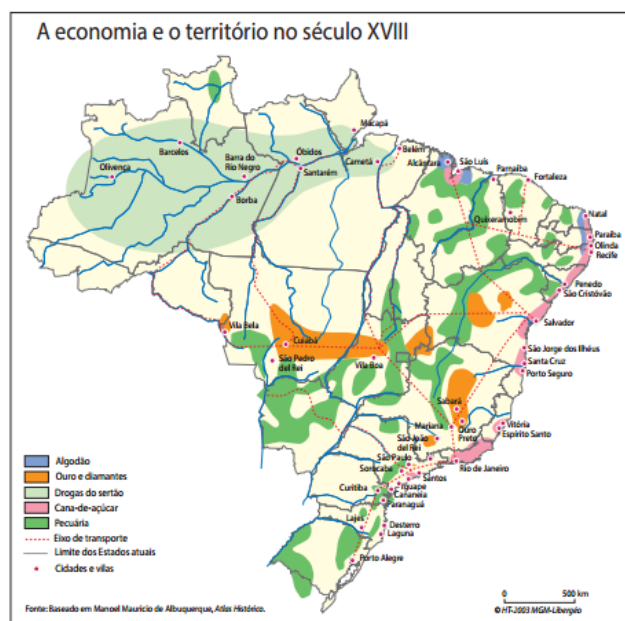 A economia e o território no século XVIII
Macapá
Barcelos
Barra do
Rio Negro
Óbidos
Santarém
Cametá
Belém
Alcântara
São Luís
Parnaíba
Fortaleza
Olivença
Borba
Quixeramobim
Natal
Paraíba
Olinda
Recife
Penedo
São Cristóvão
Salvador
Vila Bela
Cuiabá
São Pedro
del Rei
Vila Boa
São Jorge dos Ilhéus
Santa Cruz
Porto Seguro
Sabará
Mariana
Ouro
Preto
Vitória
Espírito Santo
São João
del Rei
São Paulo
Sorocaba
Rio de Janeiro
Santos
Iguape
Cananeia
Paranaguá
Curitiba
Lajes
Desterro
Laguna
Porto Alegre
Algodão
Ouro e diamantes
Drogas do sertão
Cana-de-açúcar
Pecuária
Eixo de transporte
Limite dos Estados atuais
Cidades e vilas
0 500 km
Fonte: Baseado em Manoel Mauricio de Albuquerque, Atlas Histórico.
© HT-2003 MGM-Libergéo